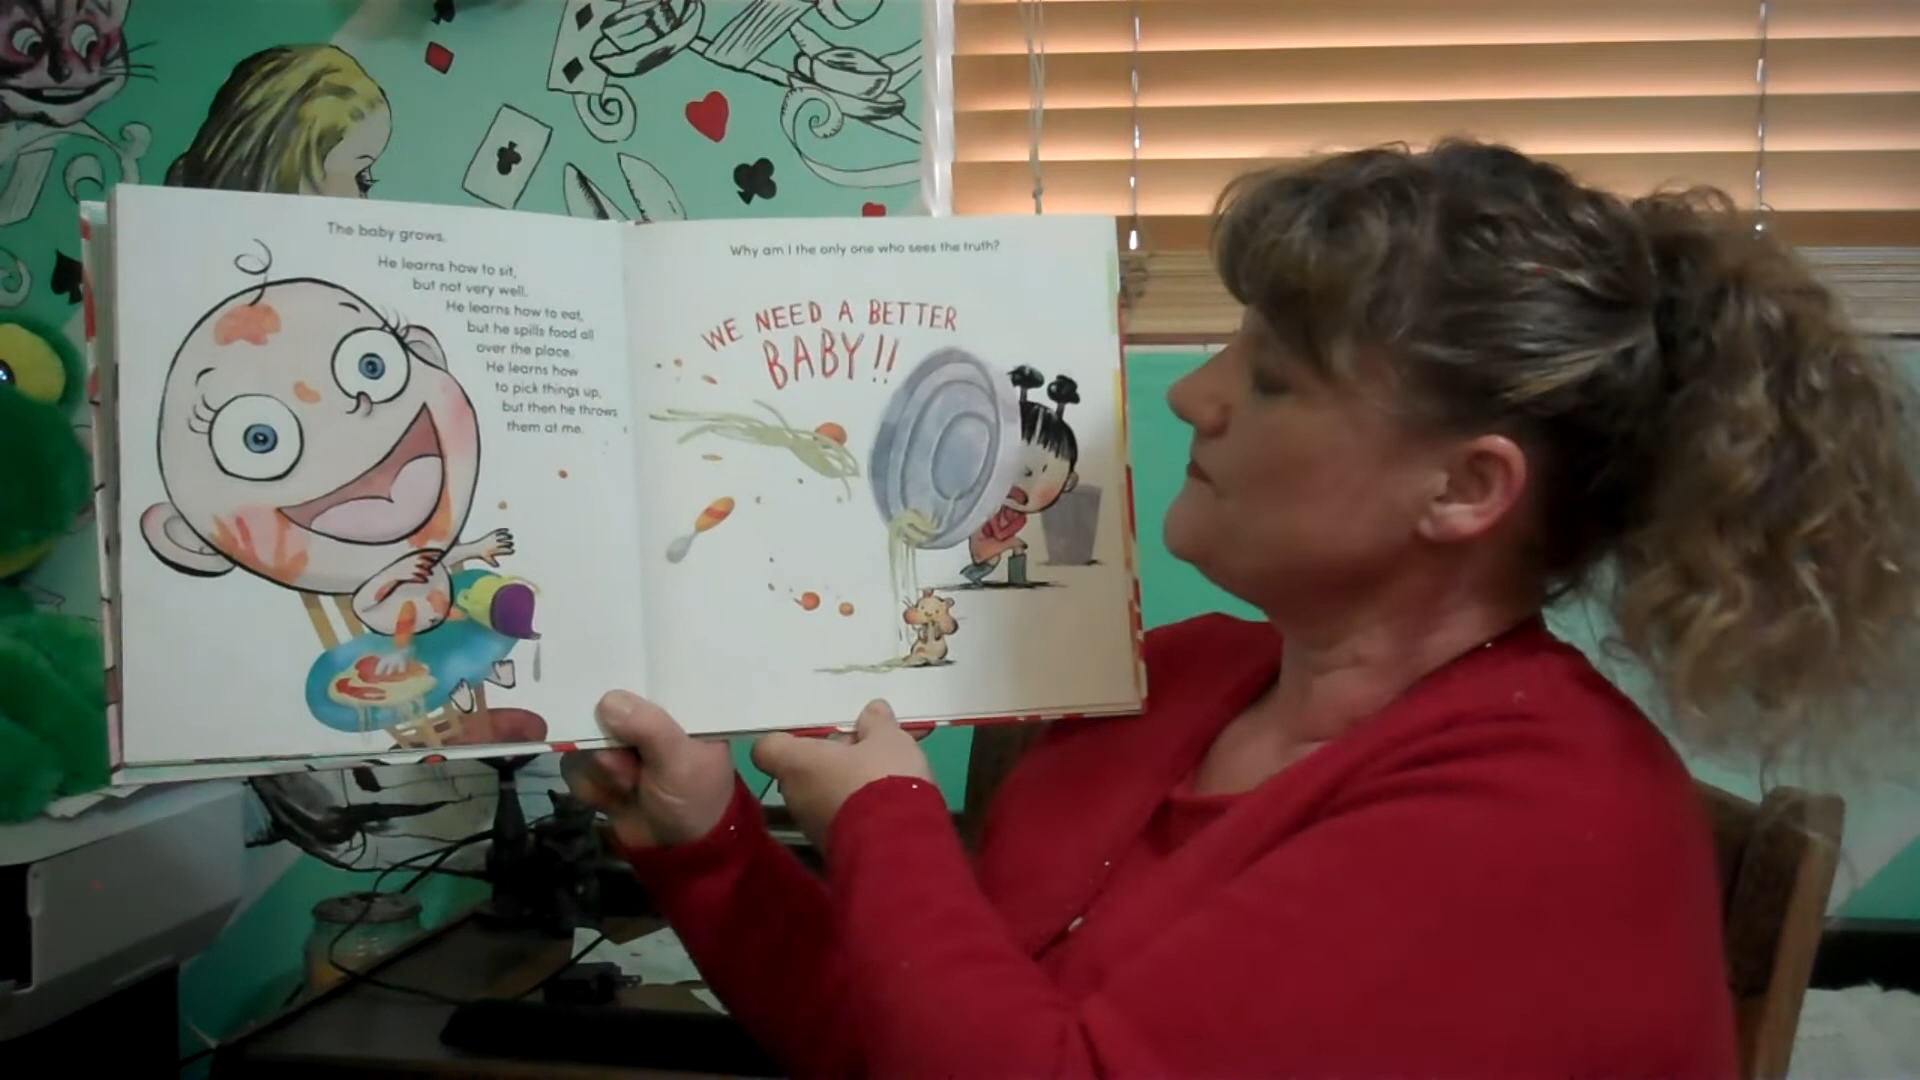 The baby grows.
He learns how to sit,
but not very well.
He learns how to eat,
but he spills food all
over the place.
He learns how
to pick things up,
but then he throws
them at me.
Why am I the only one who sees the truth?
WE NEED A BETTER
BABY!!